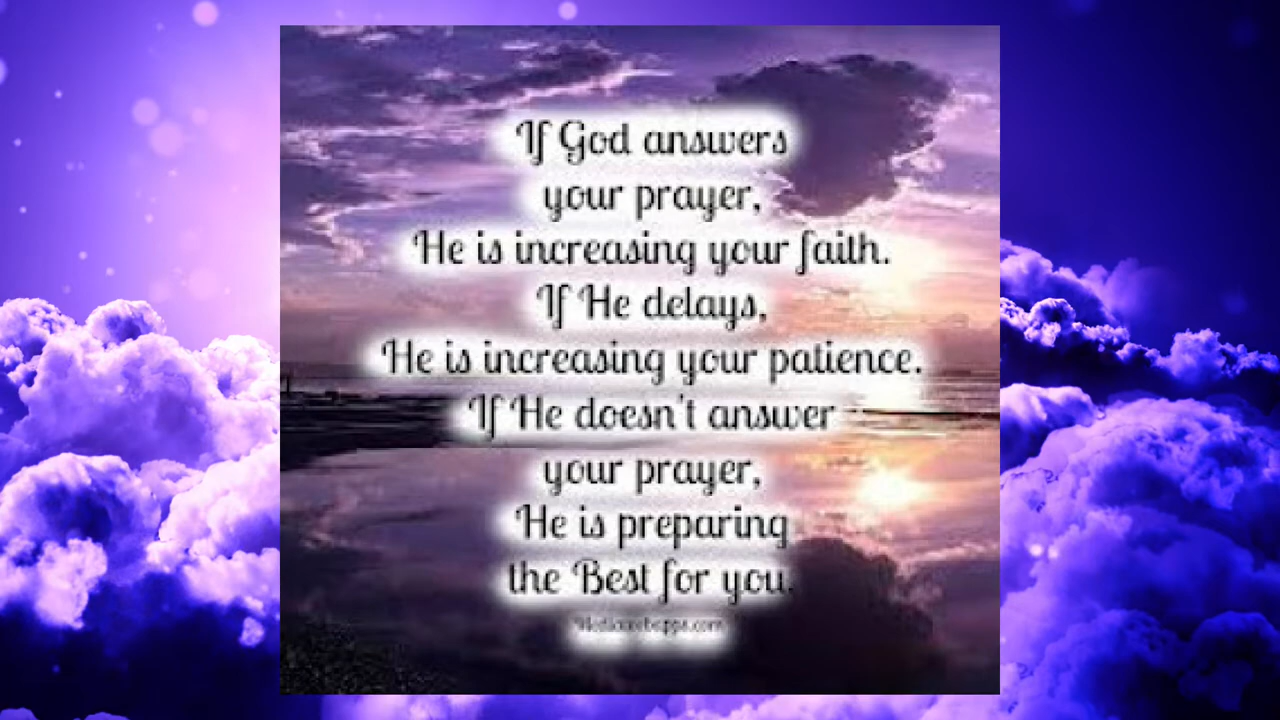 If God answers
your prayer,
He is increasing your faith.
If He delays,
He is increasing your patience.
If He doesn't answer
your prayer,
He is preparing
the Best for you.